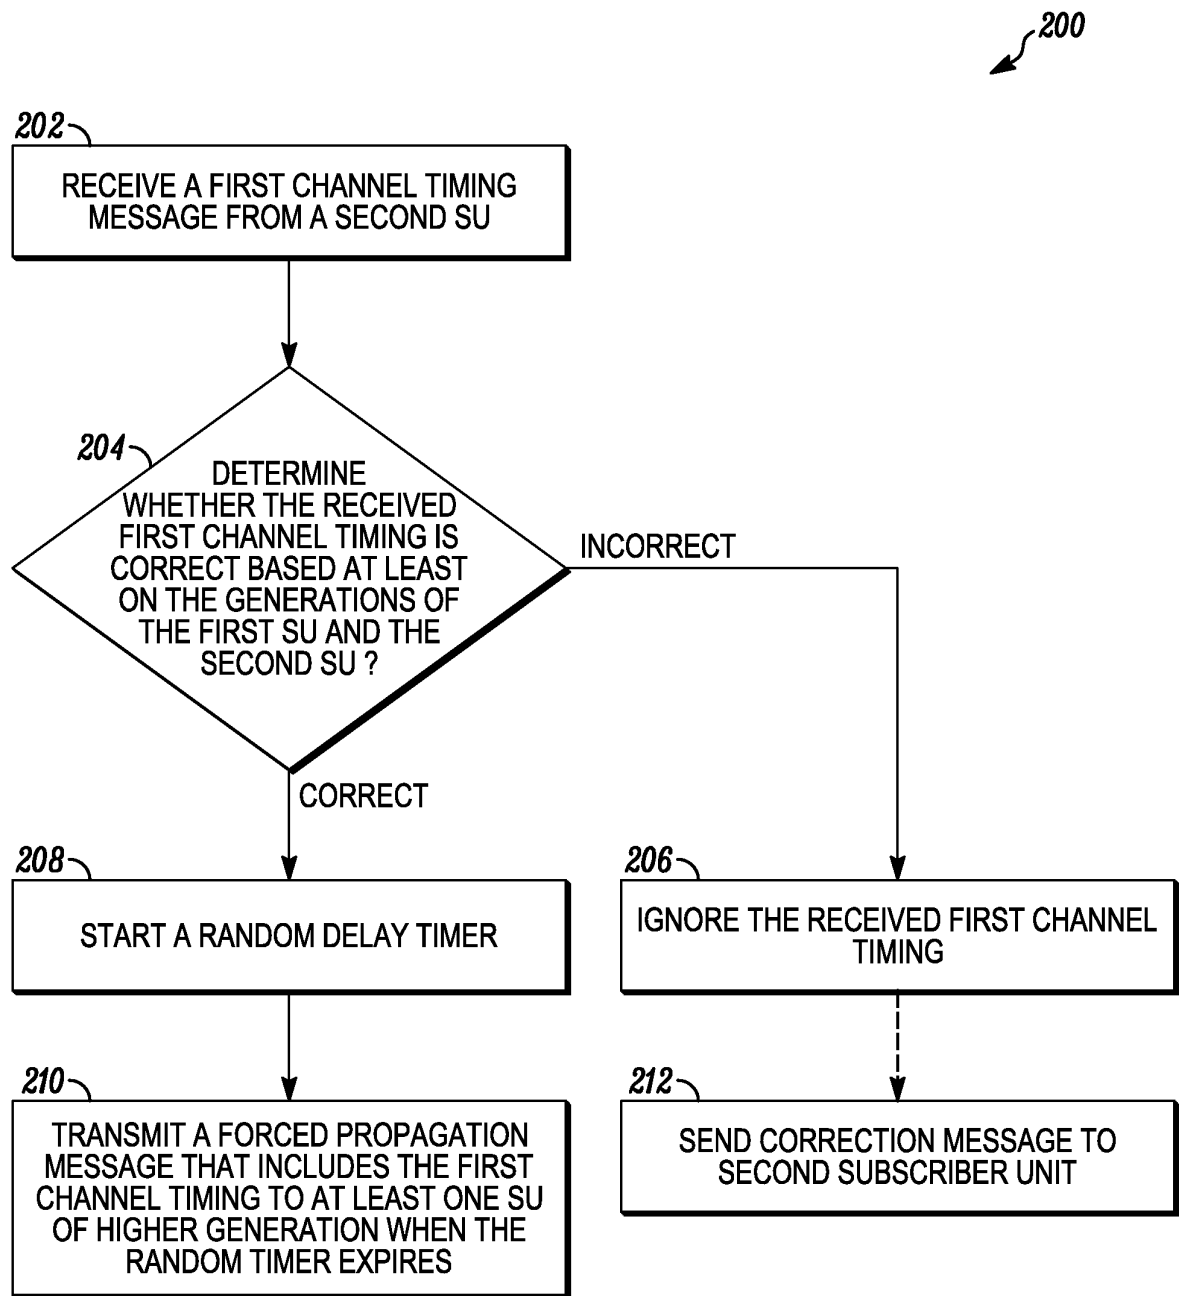 200
202
RECEIVE A FIRST CHANNEL TIMING
MESSAGE FROM A SECOND SU
204
DETERMINE
WHETHER THE RECEIVED
FIRST CHANNEL TIMING IS
CORRECT BASED AT LEAST
ON THE GENERATIONS OF
THE FIRST SU AND THE
SECOND SU ?
INCORRECT
CORRECT
208
START A RANDOM DELAY TIMER
206
IGNORE THE RECEIVED FIRST CHANNEL
TIMING
210
TRANSMIT A FORCED PROPAGATION
MESSAGE THAT INCLUDES THE FIRST
CHANNEL TIMING TO AT LEAST ONE SU
OF HIGHER GENERATION WHEN THE
RANDOM TIMER EXPIRES
212
SEND CORRECTION MESSAGE TO
SECOND SUBSCRIBER UNIT